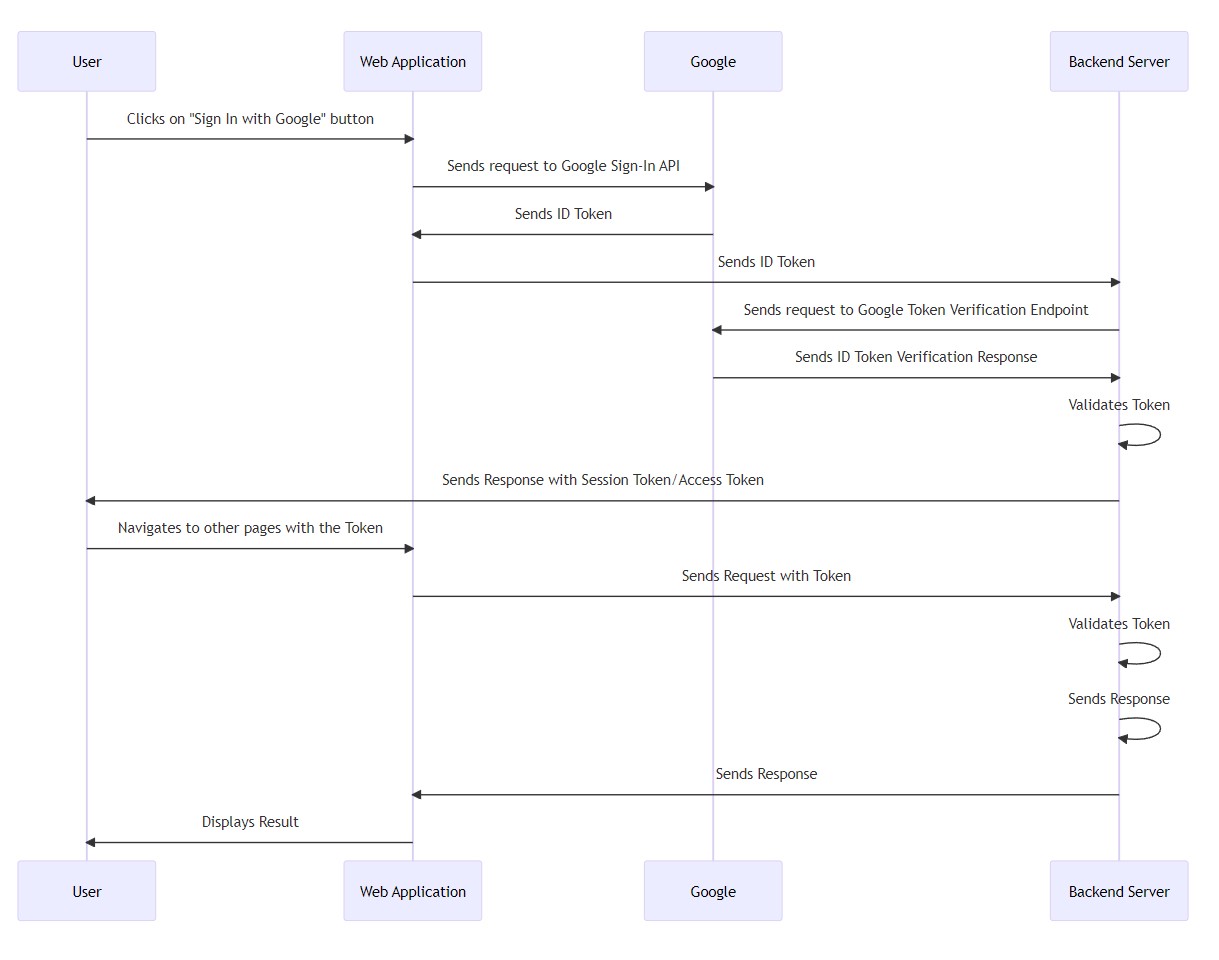 User
Web Application
Google
Backend Server
Clicks on "Sign In with Google" button
Sends request to Google Sign-In API
Sends ID Token
Sends ID Token
Sends request to Google Token Verification Endpoint
Sends ID Token Verification Response
Validates Token
Sends Response with Session Token/Access Token
Navigates to other pages with the Token
Sends Request with Token
Validates Token
Sends Response
Sends Response
Displays Result
User
Web Application
Google
Backend Server